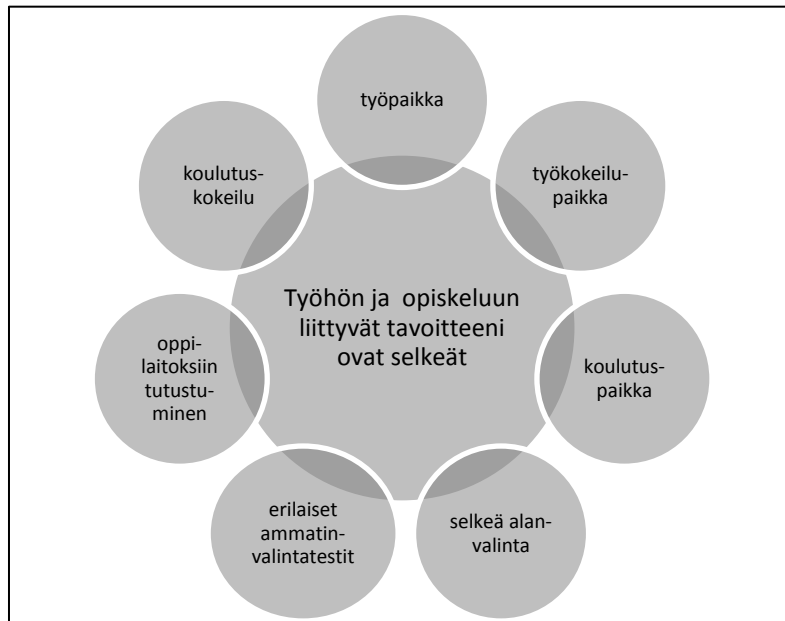 työpaikka
työkokeilu-
paikka
koulutus-
paikka
selkeä alan-
valinta
erilaiset
ammatin-
valintatestit
oppi-
laitoksiin
tutustu-
minen
koulutus-
kokeilu
Työhön ja  opiskeluun
liittyvät tavoitteeni
ovat selkeät